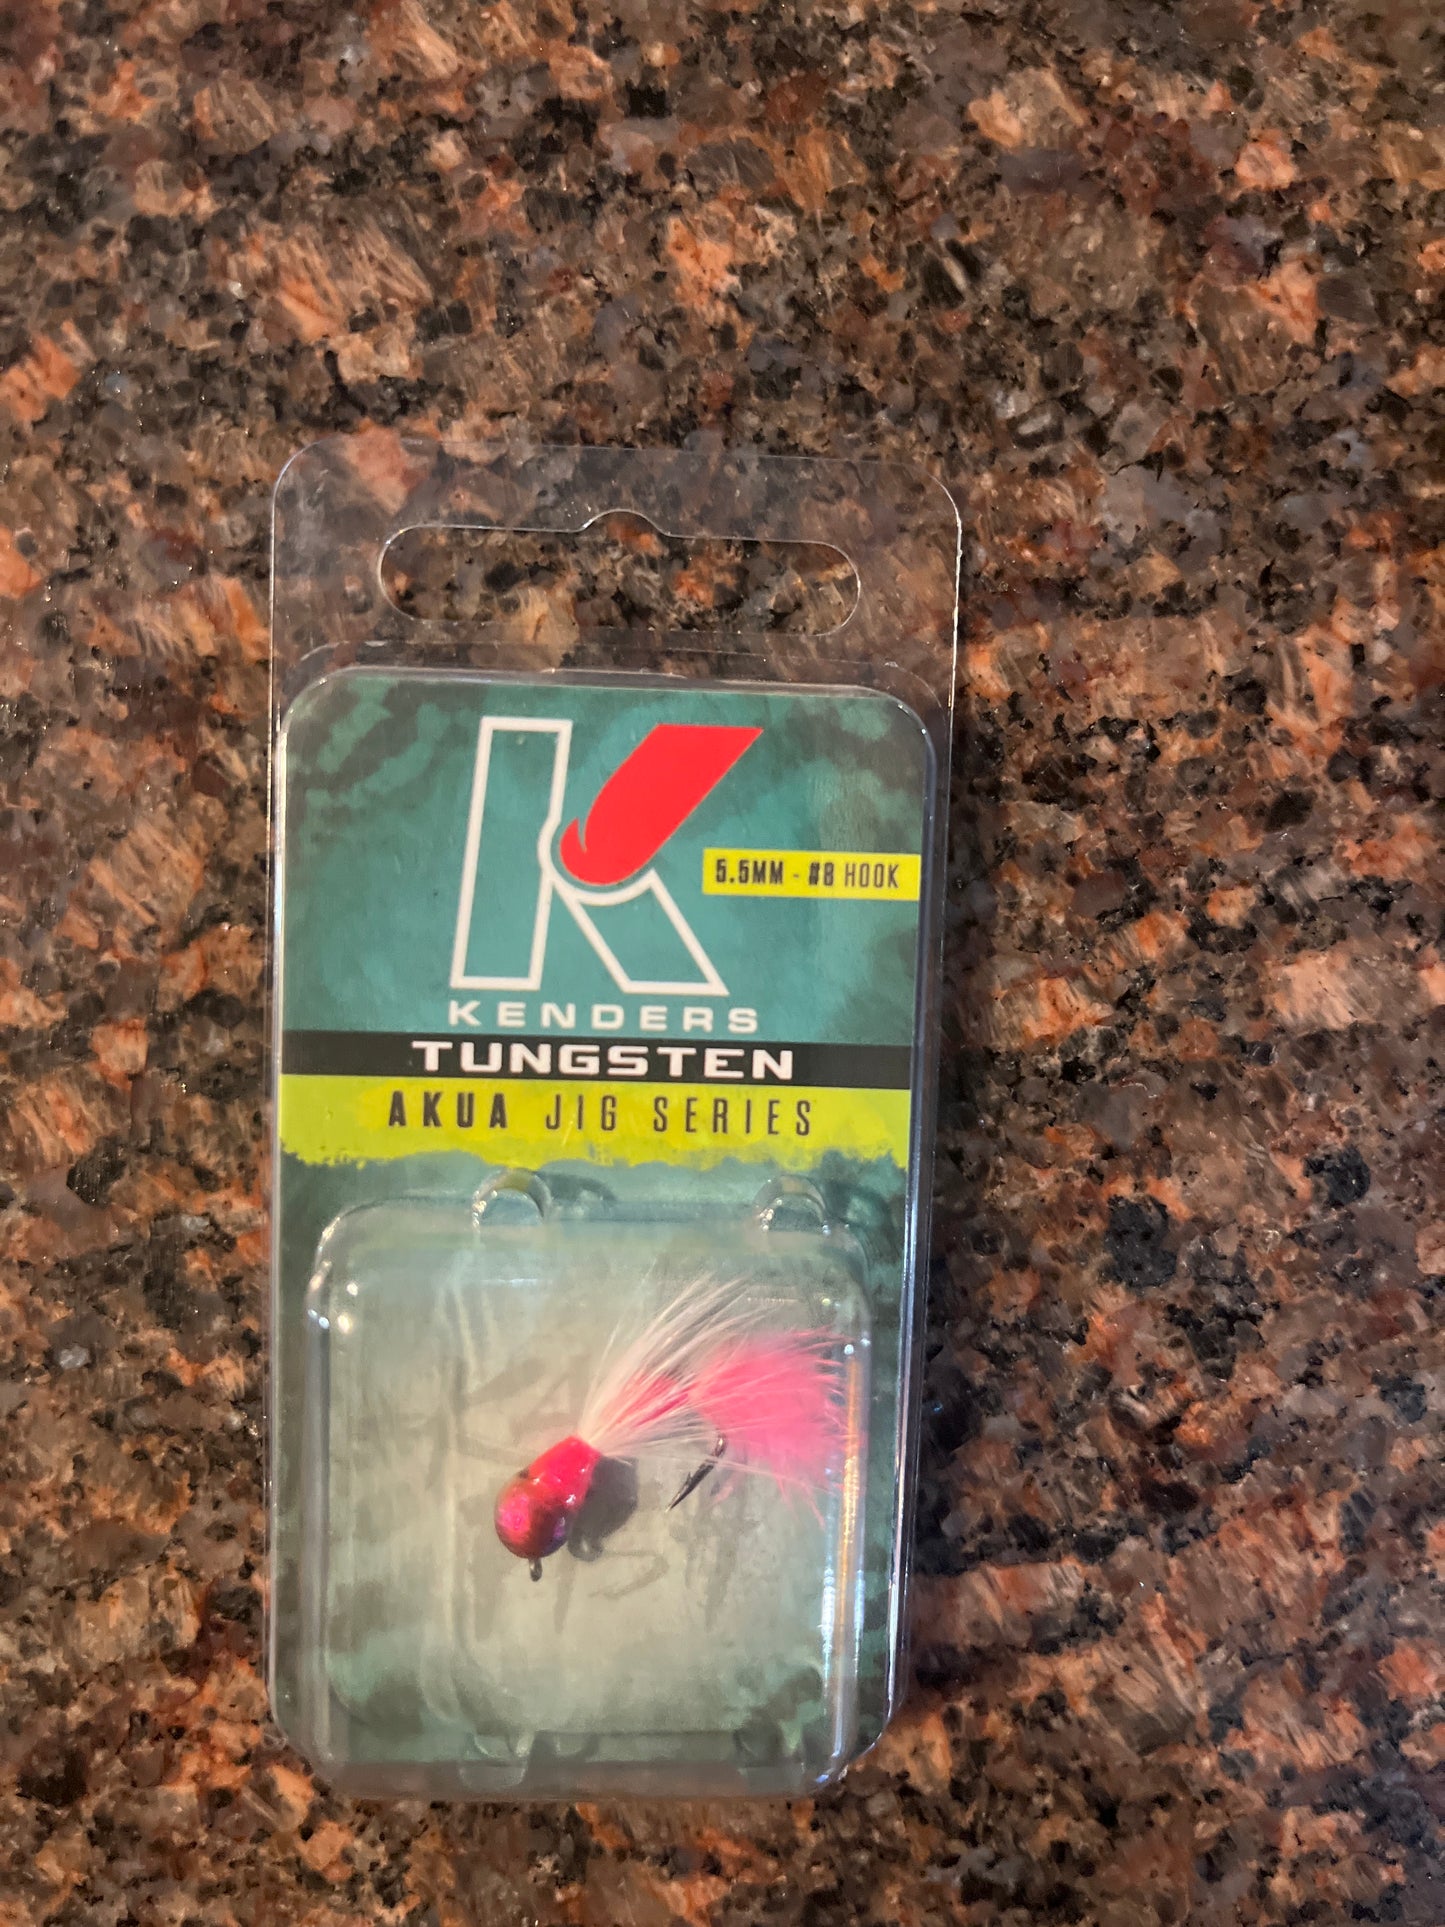 5.5MM - #8 HOOK
KENDERS
TUNGSTEN
AKUA JIG SERIES